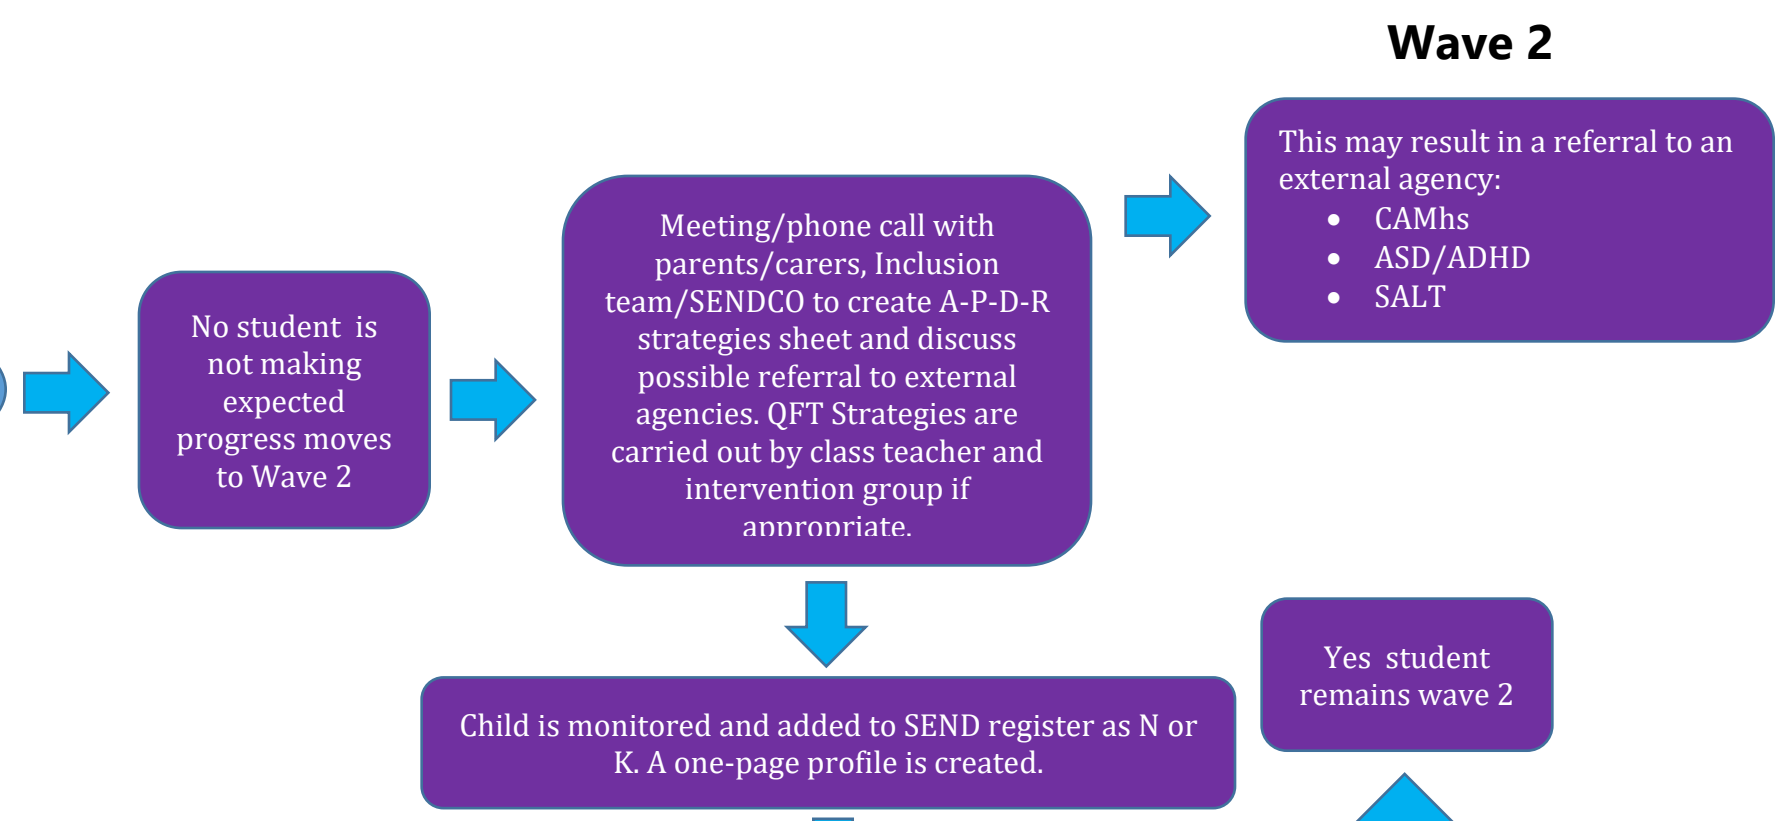 Wave 2
This may result in a referral to an
external agency:
• CAMhs
• ASD/ADHD
• SALT
Meeting/phone call with
parents/carers, Inclusion
team/SENDCO to create A-P-D-R
strategies sheet and discuss
possible referral to external
agencies. QFT Strategies are
carried out by class teacher and
intervention group if
appropriate.
No student  is
not making
expected
progress moves
to Wave 2
Child is monitored and added to SEND register as N or
K. A one-page profile is created.
Yes  student
remains wave 2